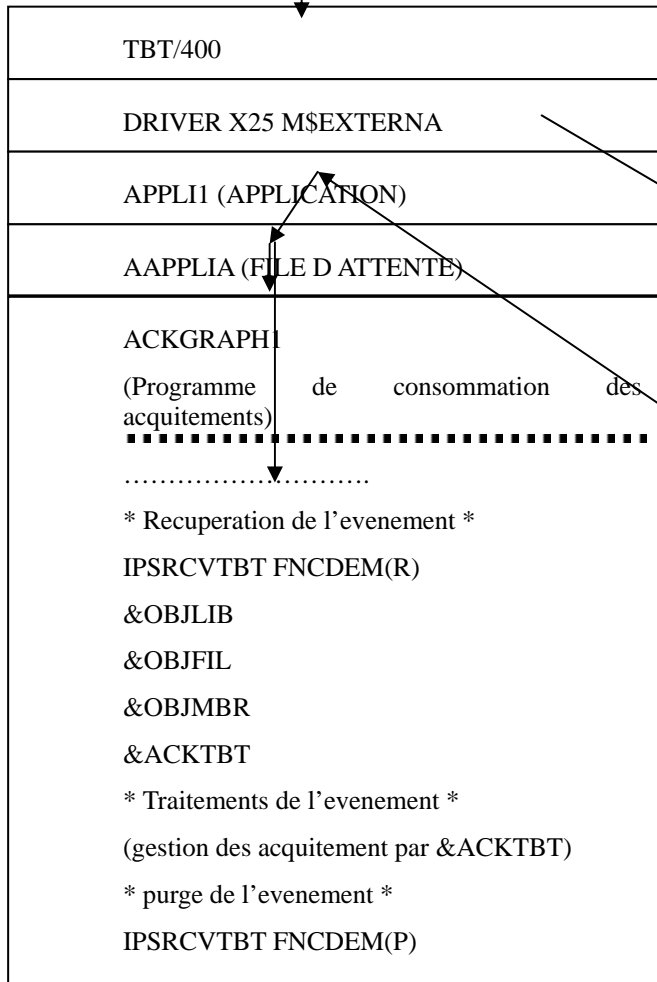 TBT/400
DRIVER X25 M$EXTERNA
APPLI1 (APPLICATION)
AAPPLIA (FILE D ATTENTE)
ACKGRAPH1
(Programme de consommation des
acquitements)
………………………….
* Recuperation de l’evenement *
IPSRCVTBT FNCDEM(R)
&OBJLIB
&OBJFIL
&OBJMBR
&ACKTBT
* Traitements de l’evenement *
(gestion des acquitement par &ACKTBT)
* purge de l’evenement *
IPSRCVTBT FNCDEM(P)